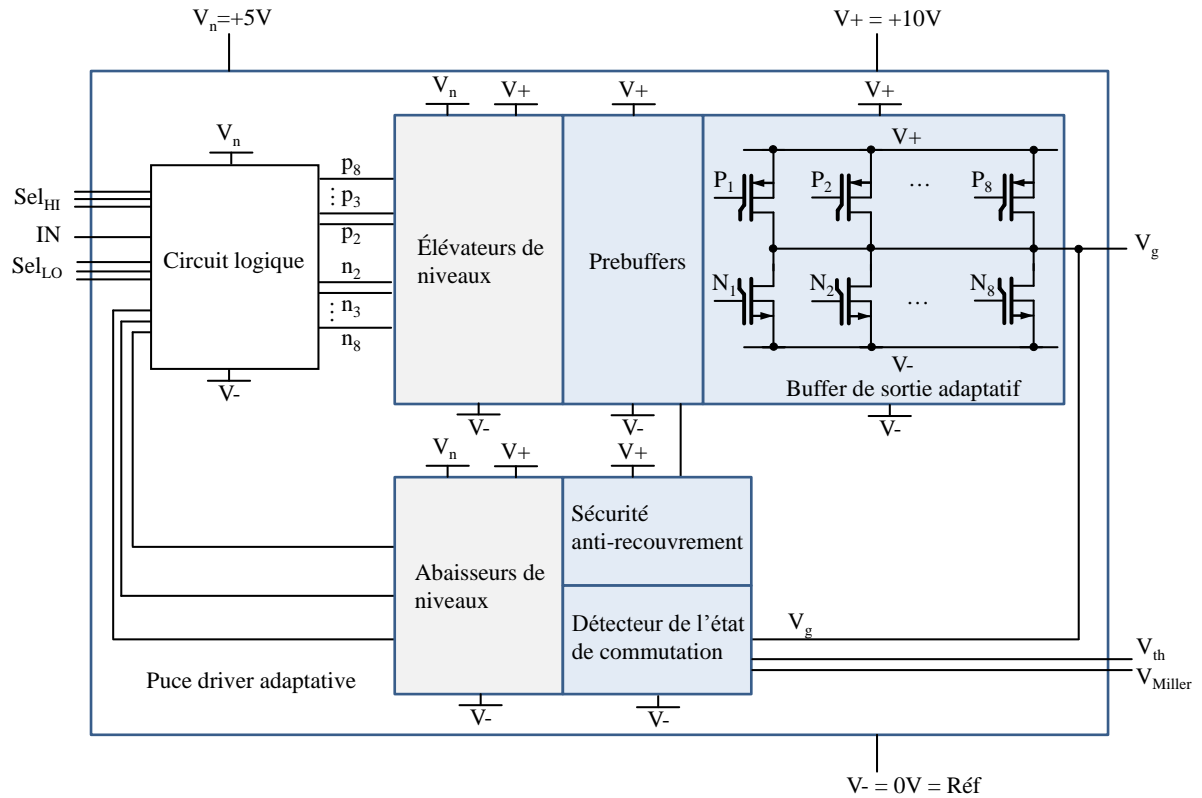 Vn=+5V
V+ = +10V
Vn
V+
V+
V+
Vn
V+
SelHI
IN
SelLO
Circuit logique
p8
⋮ p3
p2
n2
⋮ n3
n8
Élévateurs de
niveaux
Prebuffers
P1
P2
...
P8
N1
N2
...
N8
Vg
V-
Buffer de sortie adaptatif
V-
V-
V-
V-
Vn
V+
V+
Sécurité
anti-recouvrement
Abaisseurs de
niveaux
Détecteur de l'état
de commutation
Vg
Vth
VMiller
Puce driver adaptative
V-
V-
V- = 0V = Réf